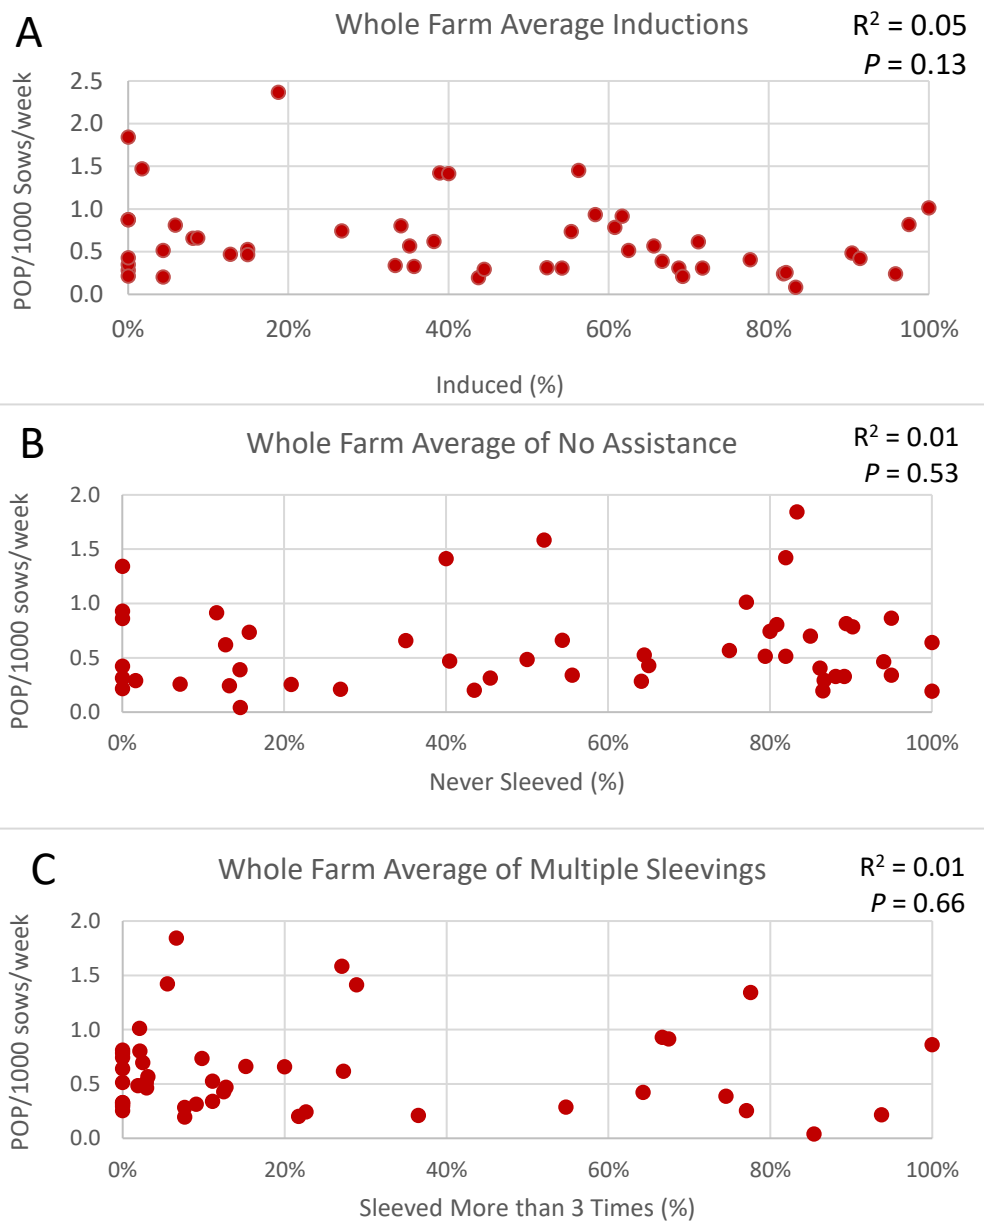 A
Whole Farm Average Inductions
R² = 0.05
P = 0.13
POP/1000 Sows/week
2.5
2.0
1.5
1.0
0.5
0.0
0% 20% 40% 60% 80% 100%
Induced (%)
B
Whole Farm Average of No Assistance
R² = 0.01
P = 0.53
POP/1000 sows/week
2.0
1.5
1.0
0.5
0.0
0% 20% 40% 60% 80% 100%
Never Sleeved (%)
C
Whole Farm Average of Multiple Sleevings
R² = 0.01
P = 0.66
POP/1000 sows/week
2.0
1.5
1.0
0.5
0.0
0% 20% 40% 60% 80% 100%
Sleeved More than 3 Times (%)